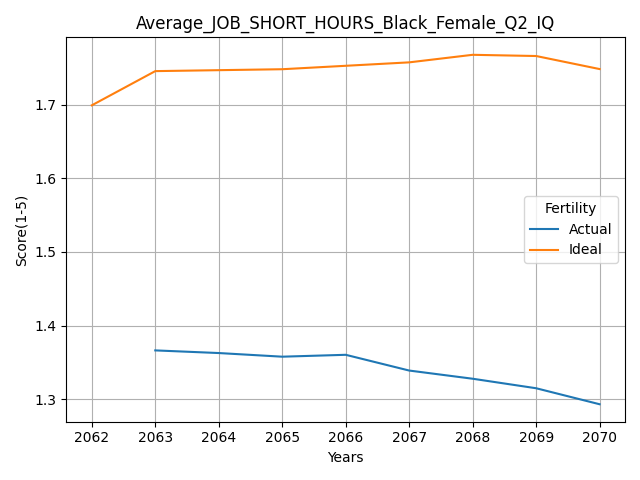 Average_JOB_SHORT_HOURS_Black_Female_Q2_IQ
Score(1-5)
1.7
1.6
1.5
1.4
1.3
Fertility
Actual
Ideal
2062 2063 2064 2065 2066 2067 2068 2069 2070
Years